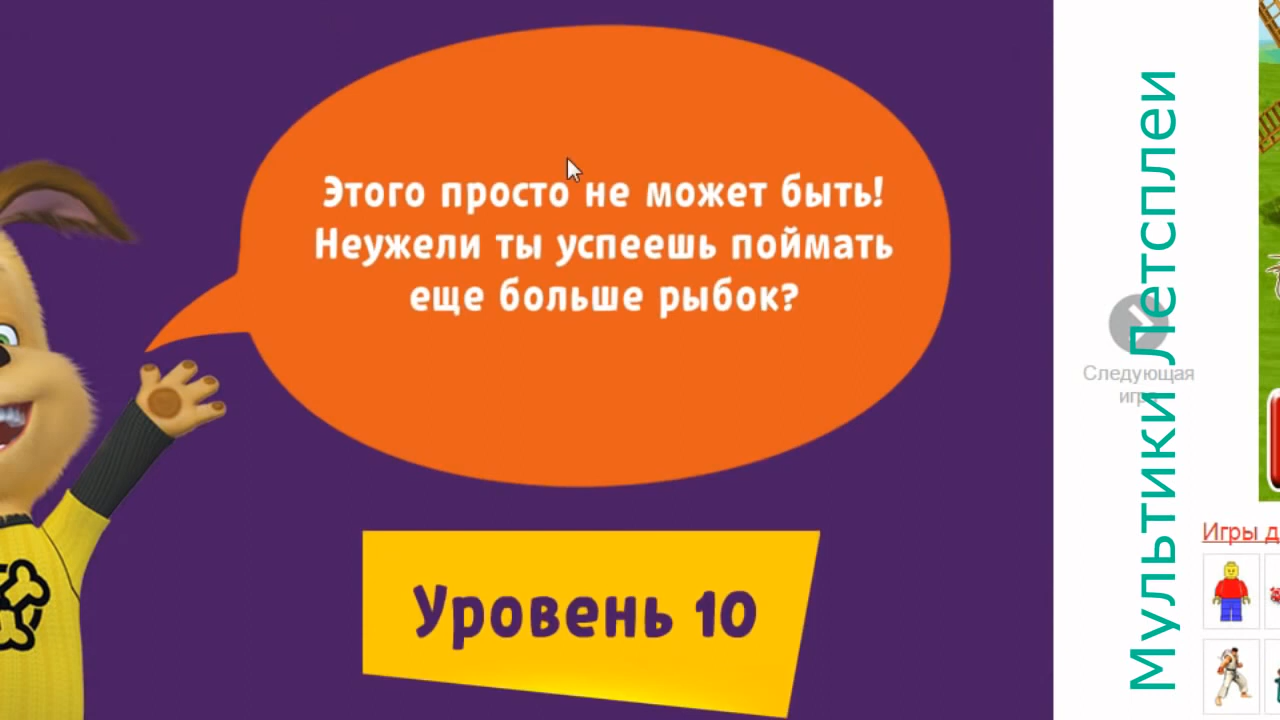 Этого просто не может быть!
Неужели ты успеешь поймать
еще больше рыбок?
Уровень 10
Следующая
Мультики Летсплеи
Игры